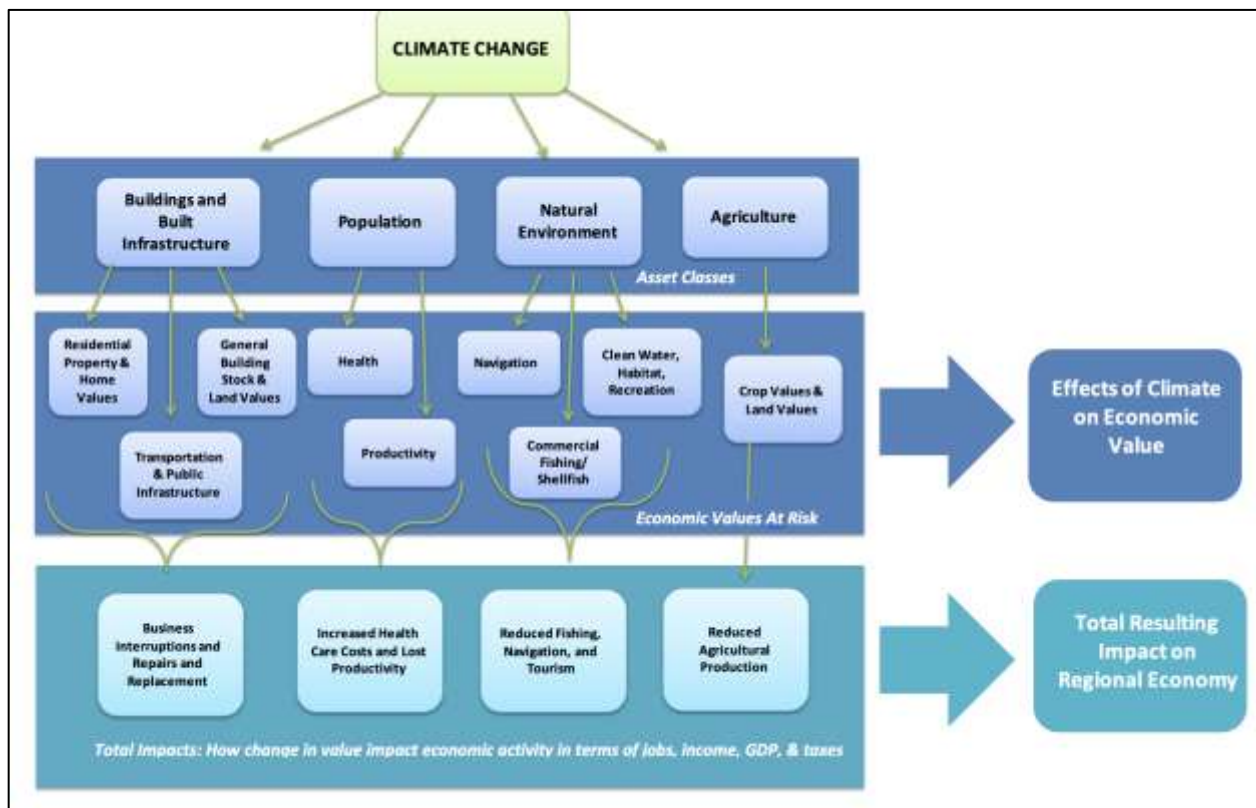 CLIMATE CHANGE
Buildings and
Built
Infrastructure
Population
Natural
Environment
Agriculture
Asset Classes
Residential
Property &
Home
Values
General
Building
Stock &
Land Values
Health
Navigation
Clean Water,
Habitat,
Recreation
Crop Values &
Land Values
Transportation
& Public
Infrastructure
Productivity
Commercial
Fishing/
Shellfish
Economic Values At Risk
Effects of Climate
on Economic
Value
Business
Interruptions and
Repairs and
Replacement
Increased Health
Care Costs and Lost
Productivity
Reduced Fishing,
Navigation, and
Tourism
Reduced
Agricultural
Production
Total Impacts: How change in value impact economic activity in terms of jobs, income, GDP, & taxes
Total Resulting
Impact on
Regional Economy